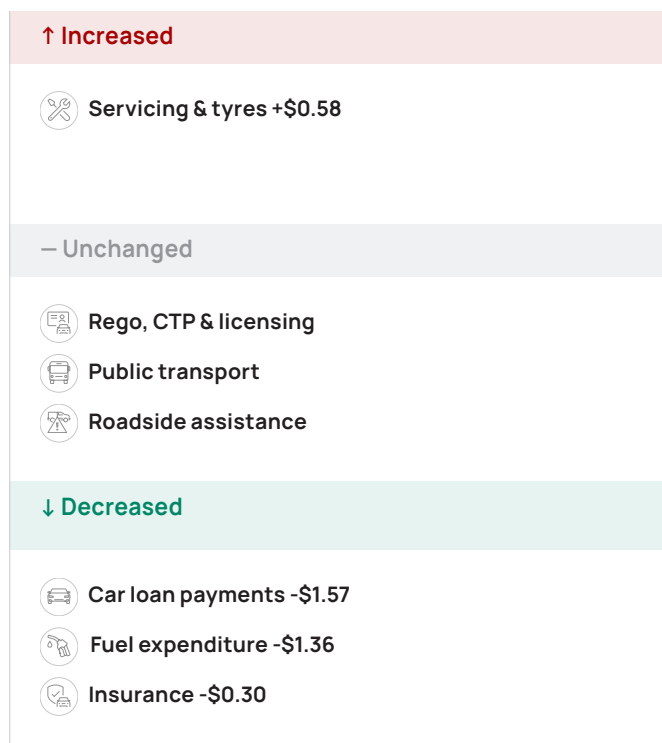 ↑ Increased
Servicing & tyres +$0.58
— Unchanged
Rego, CTP & licensing
Public transport
Roadside assistance
↓ Decreased
Car loan payments -$1.57
Fuel expenditure -$1.36
Insurance -$0.30